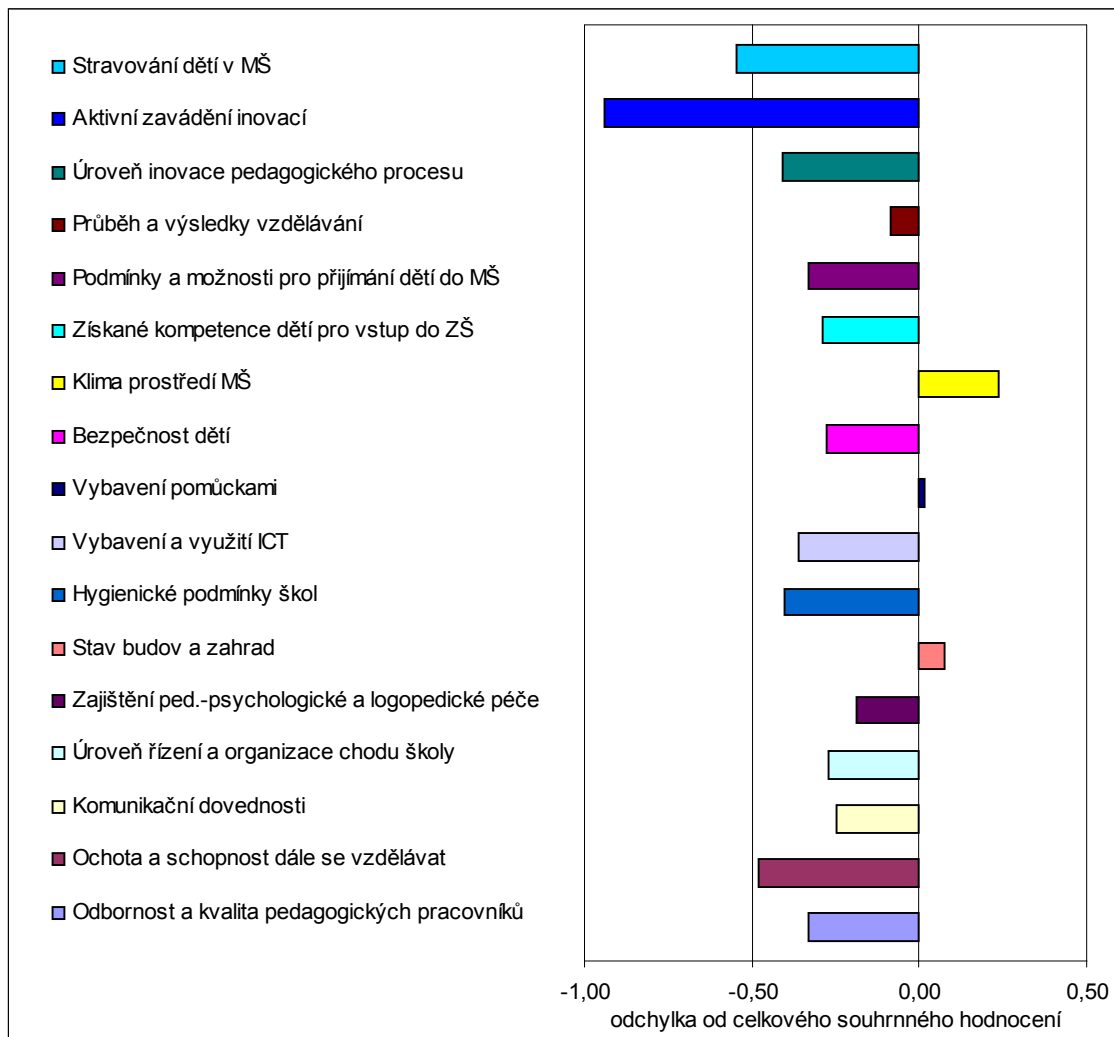 Stravování dětí v MŠ
Aktivní zavádění inovací
Úroveň inovace pedagogického procesu
Průběh a výsledky vzdělávání
Podmínky a možnosti pro přijímání dětí do MŠ
Získané kompetence dětí pro vstup do ZŠ
Klima prostředí MŠ
Bezpečnost dětí
Vybavení pomůckami
Vybavení a využití ICT
Hygienické podmínky škol
Stav budov a zahrad
Zajištění ped.-psychologické a logopedické péče
Úroveň řízení a organizace chodu školy
Komunikační dovednosti
Ochota a schopnost dále se vzdělávat
Odbornost a kvalita pedagogických pracovníků
-1,00 -0,50 0,00 0,50
odchylka od celkového souhrnného hodnocení